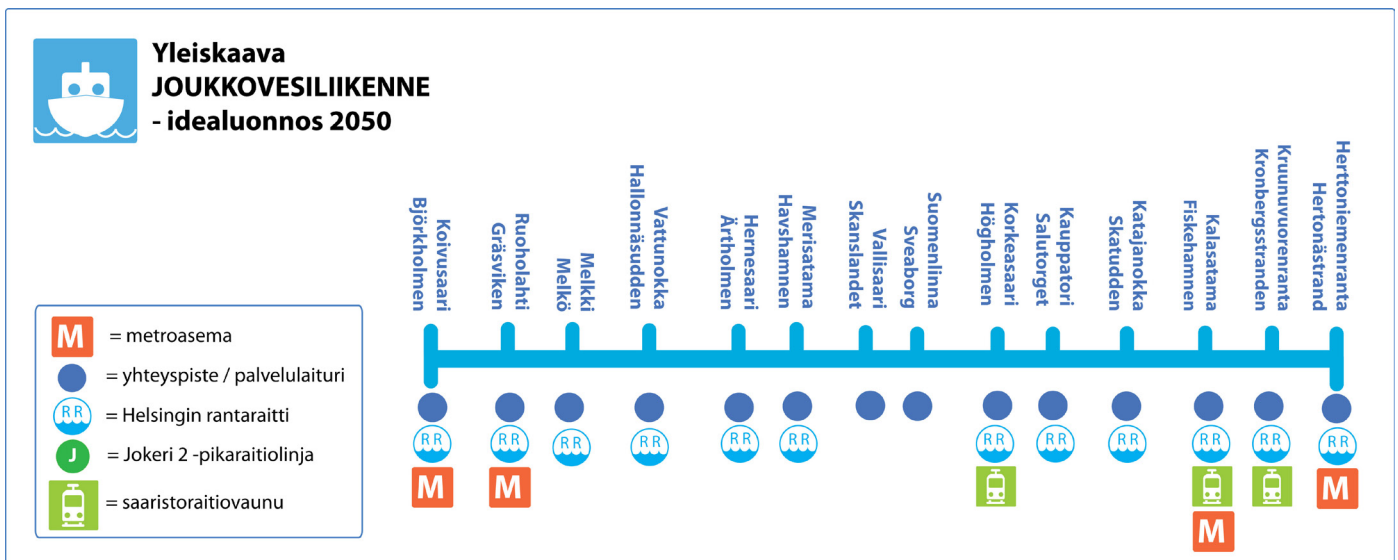 Yleiskaava
JOUKKOVESILIIKENNE
- idealuonnos 2050
Koivusaari
Björkholmen
Ruoholahti
Gräsviken
Melkki
Melkö
Vattunokka
Hallonnäsudden
Hernesaari
Ärtholmen
Merisatama
Havshamnen
Vallisaari
Skanslandet
Suomenlinna
Sveaborg
Korkeasaari
Högholmen
Kauppatori
Salutorget
Katajanokka
Skatudden
Kalasatama
Fiskehamnen
Kruunuvuorenranta
Kronbergsstranden
Herttoniemenranta
Hertonästrand
M = metroasema
= yhteyspiste / palvelulaituri
R R = Helsingin rantaraitti
J = Jokeri 2 -pikaraitiolinja
= saaristoraitiovaunu
R R
M
R R
M
R R
R R
R R
R R
R R
R R
R R
R R
M
R R
R R
M